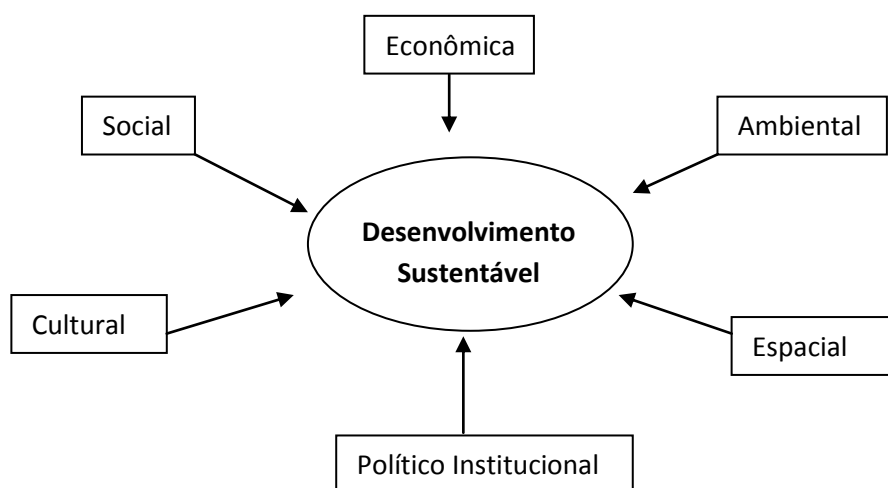 Econômica
Social
Ambiental
Desenvolvimento
Sustentável
Cultural
Espacial
Político Institucional